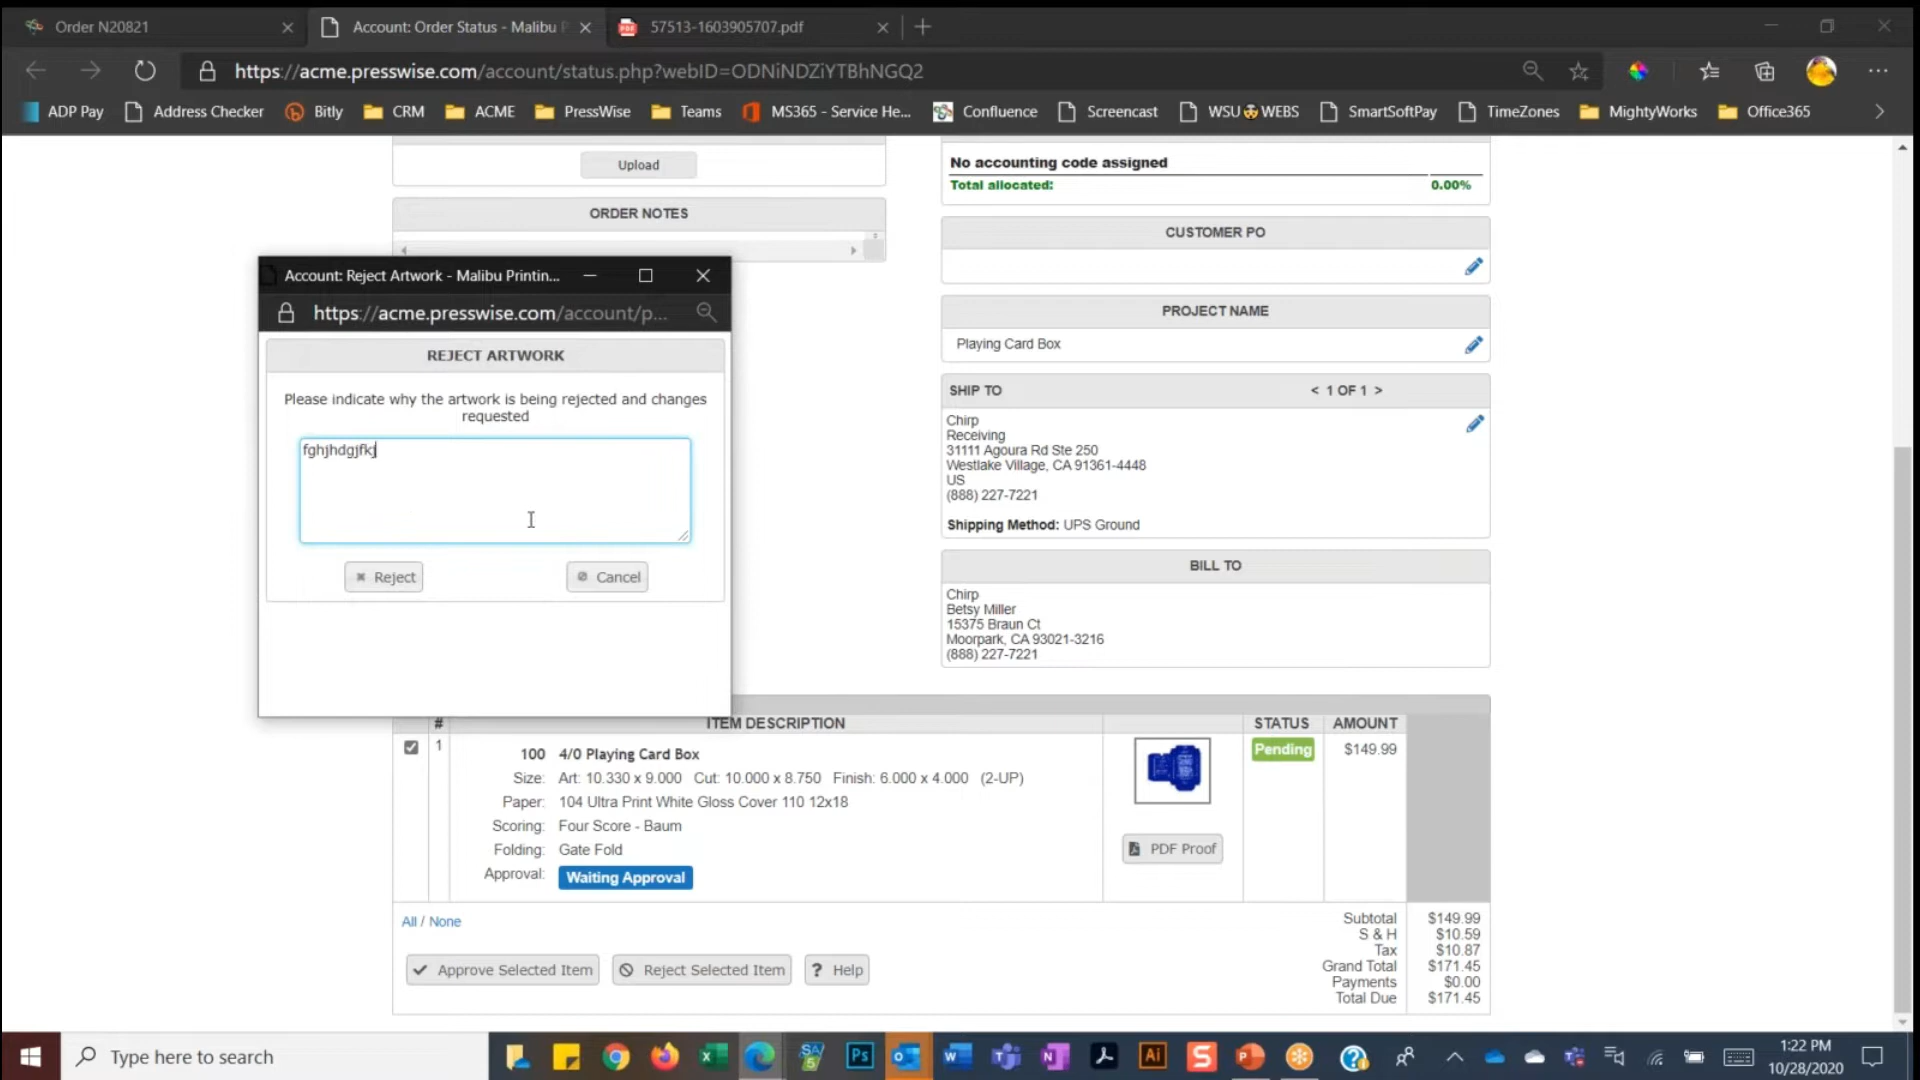 Order N20821
Account: Order Status - Malibu P
57513-1603905707.pdf
https://acme.presswise.com/account/status.php?webID=ODNiNDZiYTBhNGQ2
ADP Pay
Address Checker
Bitly
CRM
ACME
PressWise
Teams
MS365 - Service He...
Confluence
Screencast
WSU WEBS
SmartSoftPay
TimeZones
MightyWorks
Office365
Upload
ORDER NOTES
No accounting code assigned
Total allocated: 0.00%
CUSTOMER PO
PROJECT NAME
Playing Card Box
SHIP TO < 1 OF 1 >
Chirp
Receiving
31111 Agoura Rd Ste 250
Westlake Village, CA 91361-4448
US
(888) 227-7221
Shipping Method: UPS Ground
BILL TO
Chirp
Betsy Miller
15375 Braun Ct
Moorpark, CA 93021-3216
(888) 227-7221
Account: Reject Artwork - Malibu Printin...
https://acme.presswise.com/account/p...
REJECT ARTWORK
Please indicate why the artwork is being rejected and changes
requested
fghjhdgjfkj
Reject
Cancel
# ITEM DESCRIPTION STATUS AMOUNT
1 100 4/0 Playing Card Box Pending $149.99
Size: Art: 10.330 x 9.000 Cut: 10.000 x 8.750 Finish: 6.000 x 4.000 (2-UP)
Paper: 104 Ultra Print White Gloss Cover 110 12x18
Scoring: Four Score - Baum
Folding: Gate Fold
Approval: Waiting Approval
PDF Proof
All / None
Approve Selected Item
Reject Selected Item
? Help
Subtotal $149.99
S & H $10.59
Tax $10.87
Grand Total $171.45
Payments $0.00
Total Due $171.45
Type here to search
1:22 PM
10/28/2020